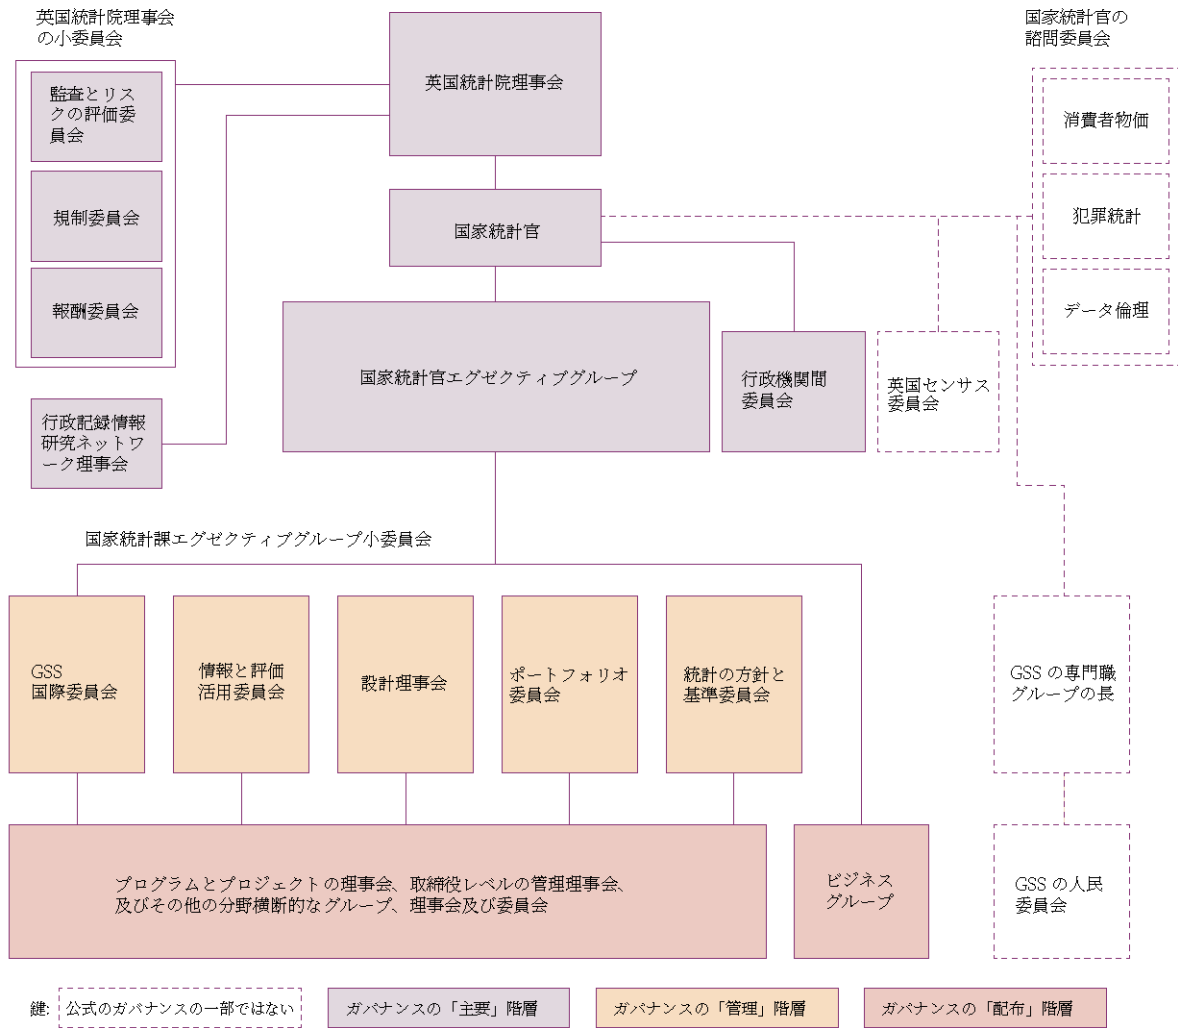 英国統計院理事会
の小委員会
監査とリス
クの評価委
員会
規制委員会
報酬委員会
行政記録情報
研究ネットワ
ーク理事会
英国統計院理事会
国家統計官
国家統計官エグゼクティブグループ
行政機関間
委員会
英国センサス
委員会
国家統計官の
諮問委員会
消費者物価
犯罪統計
データ倫理
国家統計課エグゼクティブグループ小委員会
GSS
国際委員会
情報と評価
活用委員会
設計理事会
ポートフォリオ
委員会
統計の方針と
基準委員会
GSS の専門職
グループの長
プログラムとプロジェクトの理事会、取締役レベルの管理理事会、
及びその他の分野横断的なグループ、理事会及び委員会
ビジネス
グループ
GSS の人民
委員会
鍵: 公式のガバナンスの一部ではない ガバナンスの「主要」階層 ガバナンスの「管理」階層 ガバナンスの「配布」階層